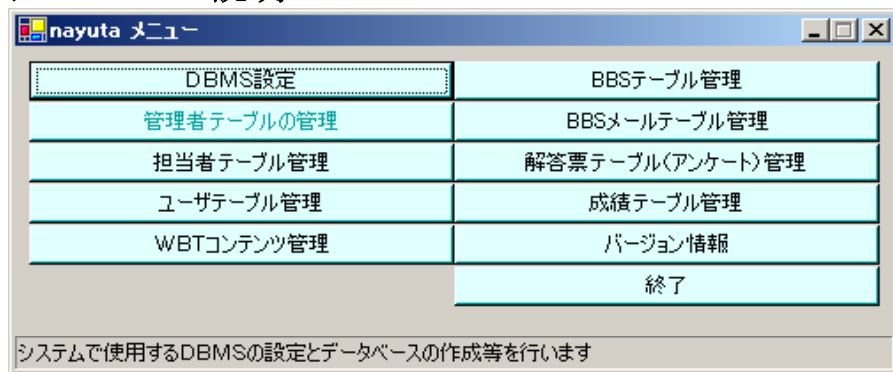 nayuta メニュー
DBMS設定
BBSテーブル管理
管理者テーブルの管理
BBSメールテーブル管理
担当者テーブル管理
解答票テーブル(アンケート)管理
ユーザテーブル管理
成績テーブル管理
WBTコンテンツ管理
バージョン情報
終了
システムで使用するDBMSの設定とデータベースの作成等を行います